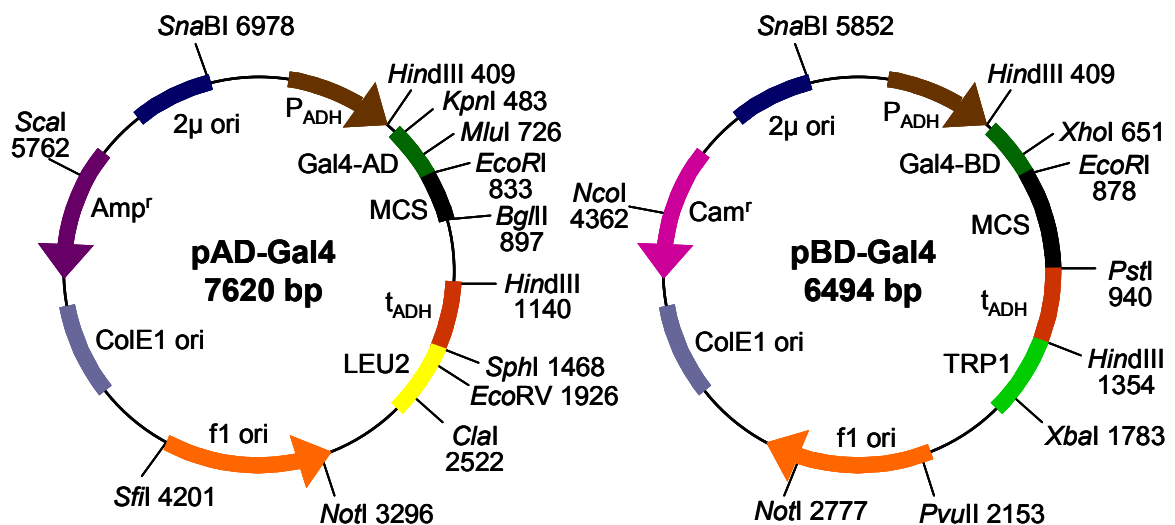 SnaBI 6978
HindIII 409
KpnI 483
MluI 726
EcoRI
833
BglII
897
HindIII
1140
SphI 1468
EcoRV 1926
ClaI
2522
NotI 3296
SfiI 4201
ScaI
5762
PADH
Gal4-AD
MCS
tADH
LEU2
f1 ori
ColE1 ori
Ampr
2µ ori
pAD-Gal4
7620 bp
SnaBI 5852
HindIII 409
XhoI 651
EcoRI
878
PstI
940
HindIII
1354
XbaI 1783
PvuII 2153
NotI 2777
NcoI
4362
PADH
Gal4-BD
MCS
tADH
TRP1
f1 ori
ColE1 ori
Camr
2µ ori
pBD-Gal4
6494 bp